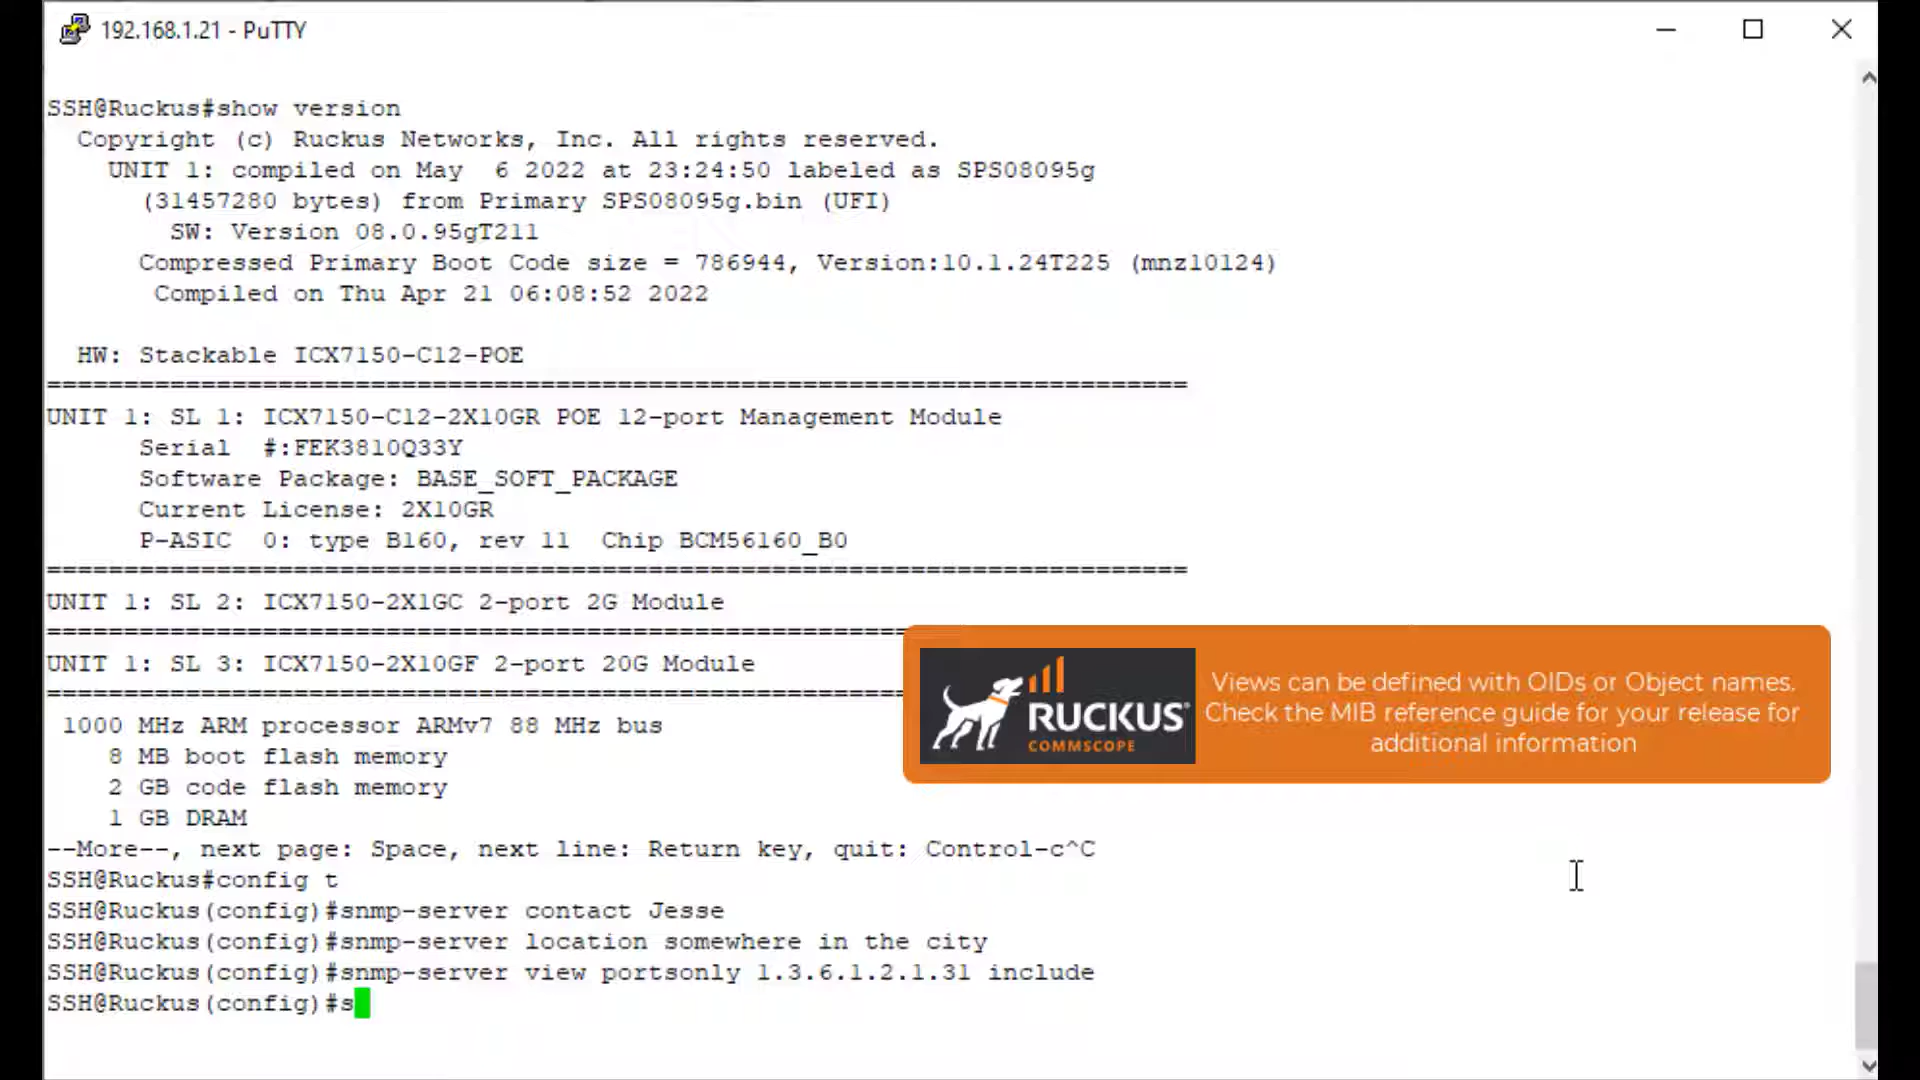 192.168.1.21 - PuTTY
SSH@Ruckus#show version
Copyright (c) Ruckus Networks, Inc. All rights reserved.
UNIT 1: compiled on May  6 2022 at 23:24:50 labeled as SPS08095g
(31457280 bytes) from Primary SPS08095g.bin (UFI)
SW: Version 08.0.95gT211
Compressed Primary Boot Code size = 786944, Version:10.1.24T225 (mnz10124)
Compiled on Thu Apr 21 06:08:52 2022
HW: Stackable ICX7150-C12-POE
==========================================================================
UNIT 1: SL 1: ICX7150-C12-2X10GR POE 12-port Management Module
Serial  #:FEK3810Q33Y
Software Package: BASE_SOFT_PACKAGE
Current License: 2X10GR
P-ASIC  0: type B160, rev 11  Chip BCM56160_B0
==========================================================================
UNIT 1: SL 2: ICX7150-2X1GC 2-port 2G Module
========================================================
UNIT 1: SL 3: ICX7150-2X10GF 2-port 20G Module
========================================================
RUCKUS
COMMSCOPE
Views can be defined with OIDs or Object names.
Check the MIB reference guide for your release for
additional information
1000 MHz ARM processor ARMv7 88 MHz bus
8 MB boot flash memory
2 GB code flash memory
1 GB DRAM
--More--, next page: Space, next line: Return key, quit: Control-c^C
SSH@Ruckus#config t
SSH@Ruckus(config)#snmp-server contact Jesse
SSH@Ruckus(config)#snmp-server location somewhere in the city
SSH@Ruckus(config)#snmp-server view portsonly 1.3.6.1.2.1.31 include
SSH@Ruckus(config)#s